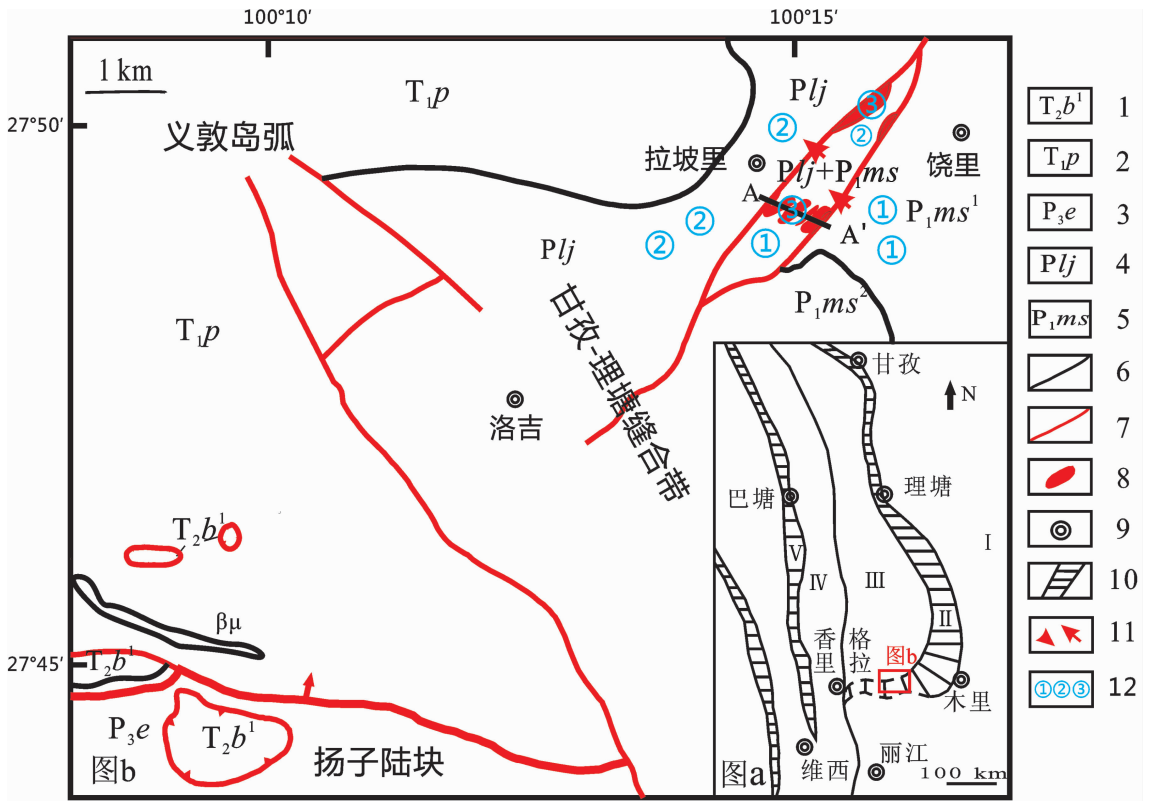 100°10′
100°15′
1 km
27°50′
27°45′
T₁p
Plj
义敦岛弧
拉坡里
饶里
②
③
②
Plj+P₁ms
A
③
①
P₁ms¹
A'
②
②
①
①
Plj
P₁ms²
T₁p
甘孜-理塘缝合带
洛吉
T₂b¹
βμ
T₂b¹
P₃e
T₂b¹
图b
扬子陆块
甘孜
N
巴塘
理塘
Ⅰ
Ⅴ
Ⅳ
Ⅲ
Ⅱ
香里
格拉
图b
木里
维西
丽江
图a
100 km
T₂b¹ 1
T₁p 2
P₃e 3
Plj 4
P₁ms 5
6
7
8
9
10
11
①②③ 12